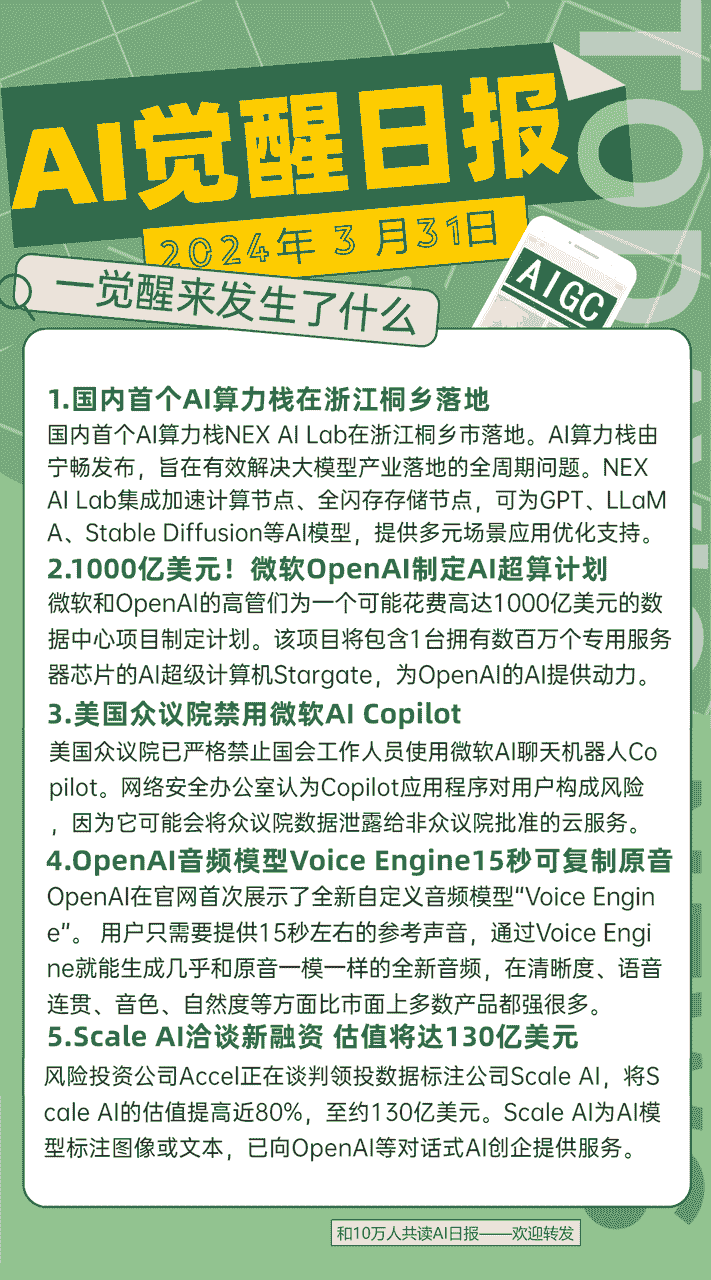 AI觉醒日报
2024年 3 月31日
一觉醒来发生了什么
AIGC
1.国内首个AI算力栈在浙江桐乡落地
国内首个AI算力栈NEX AI Lab在浙江桐乡市落地。AI算力栈由
宁畅发布，旨在有效解决大模型产业落地的全周期问题。NEX
AI Lab集成加速计算节点、全闪存存储节点，可为GPT、LLaM
A、Stable Diffusion等AI模型，提供多元场景应用优化支持。
2.1000亿美元！微软OpenAI制定AI超算计划
微软和OpenAI的高管们为一个可能花费高达1000亿美元的数
据中心项目制定计划。该项目将包含1台拥有数百万个专用服务
器芯片的AI超级计算机Stargate，为OpenAI的AI提供动力。
3.美国众议院禁用微软AI Copilot
美国众议院已严格禁止国会工作人员使用微软AI聊天机器人Co
pilot。网络安全办公室认为Copilot应用程序对用户构成风险
，因为它可能会将众议院数据泄露给非众议院批准的云服务。
4.OpenAI音频模型Voice Engine15秒可复制原音
OpenAI在官网首次展示了全新自定义音频模型“Voice Engin
e”。 用户只需要提供15秒左右的参考声音，通过Voice Engi
ne就能生成几乎和原音一模一样的全新音频，在清晰度、语音
连贯、音色、自然度等方面比市面上多数产品都强很多。
5.Scale AI洽谈新融资 估值将达130亿美元
风险投资公司Accel正在谈判领投数据标注公司Scale AI，将S
cale AI的估值提高近80%，至约130亿美元。Scale AI为AI模
型标注图像或文本，已向OpenAI等对话式AI创企提供服务。
和10万人共读AI日报——欢迎转发